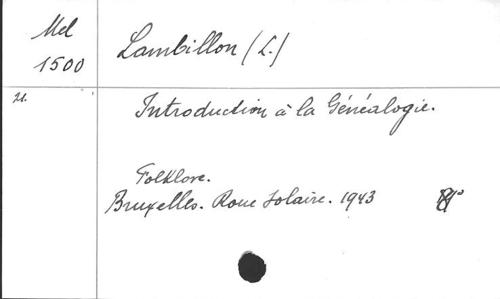 Mel
1500
Lambillon (L.)
21.
Introduction à la Généalogie.
Folklore.
Bruxelles. Roue Solaire. 1943